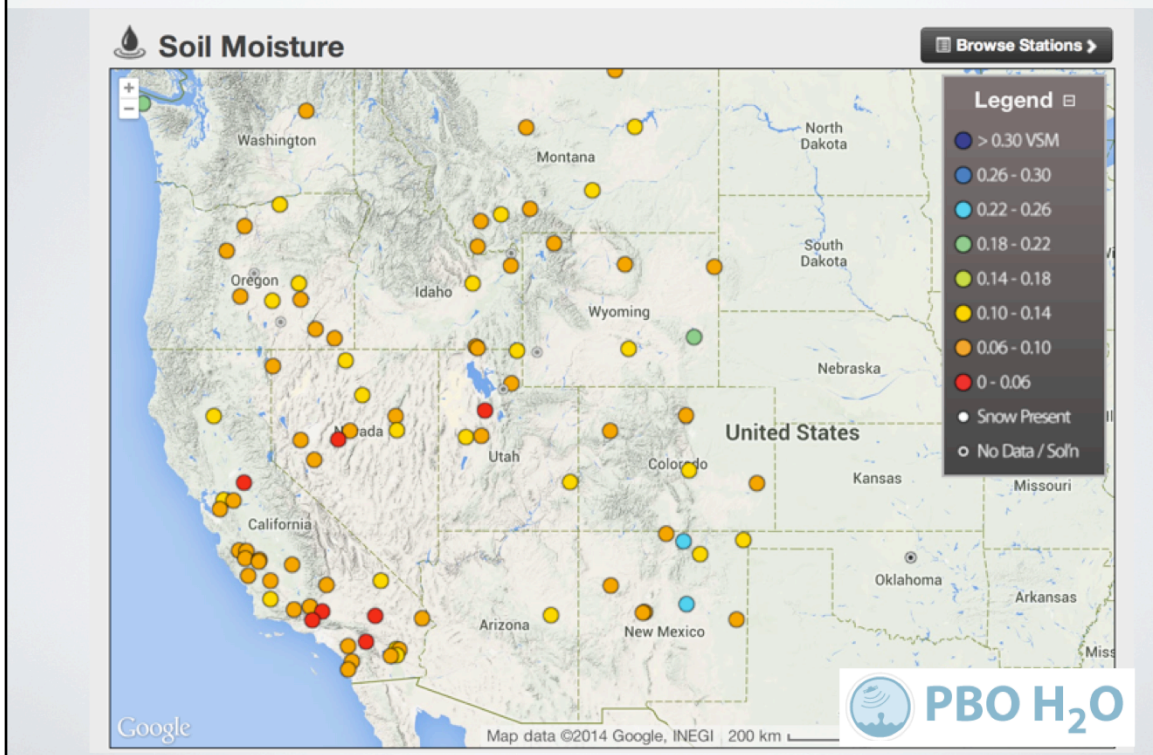 Soil Moisture
Browse Stations
+
−
Legend
> 0.30 VSM
0.26 - 0.30
0.22 - 0.26
0.18 - 0.22
0.14 - 0.18
0.10 - 0.14
0.06 - 0.10
0 - 0.06
Snow Present
No Data / Sol'n
Washington
Montana
North
Dakota
Oregon
Idaho
South
Dakota
Wyoming
Nebraska
Nevada
Utah
United States
Colorado
Kansas
Missouri
California
Oklahoma
Arkansas
Arizona
New Mexico
Miss
Google
Map data ©2014 Google, INEGI
200 km
PBO H₂O